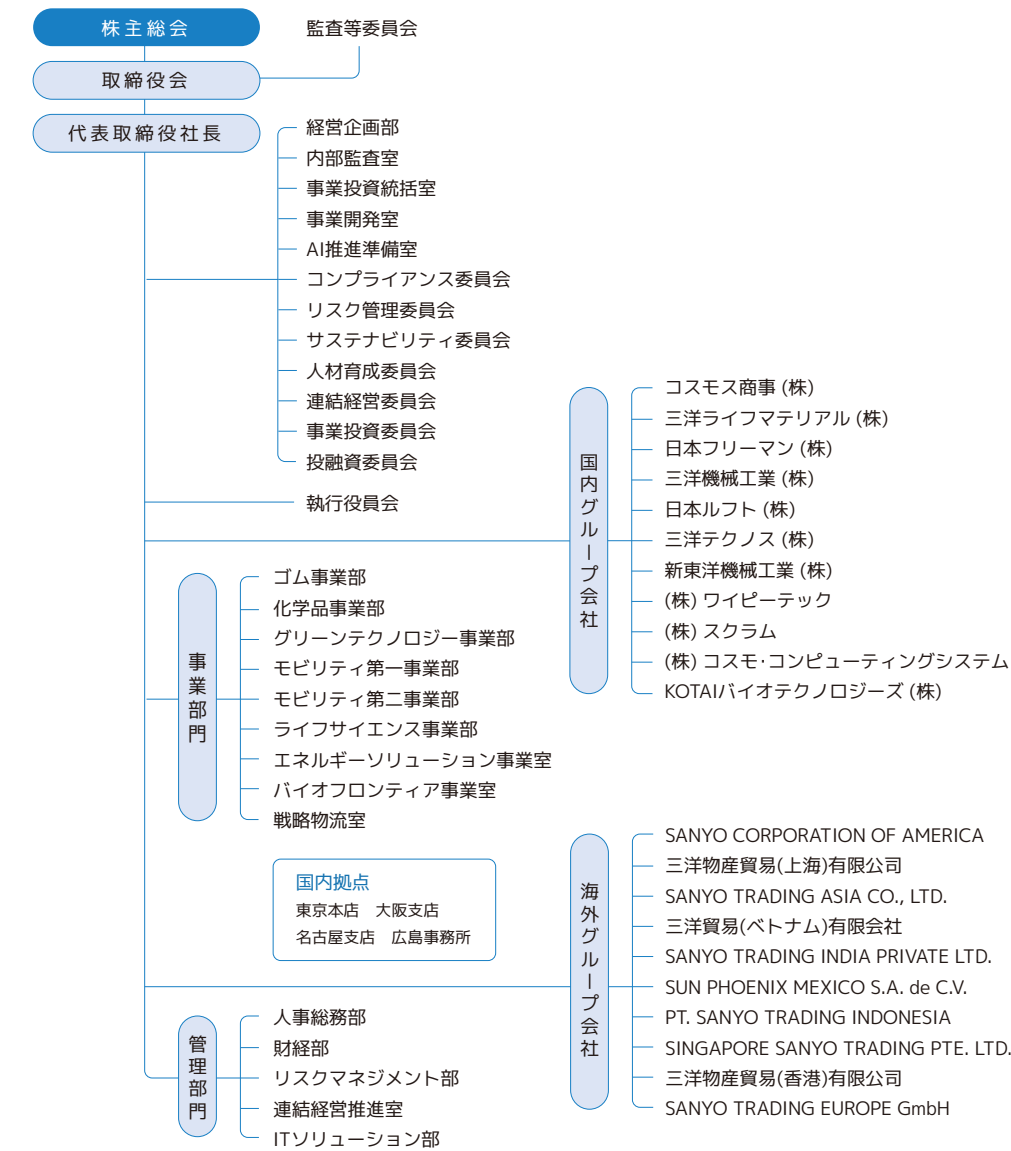 株主総会
監査等委員会
取締役会
代表取締役社長
経営企画部
内部監査室
事業投資統括室
事業開発室
AI推進準備室
コンプライアンス委員会
リスク管理委員会
サステナビリティ委員会
人材育成委員会
連結経営委員会
事業投資委員会
投融資委員会
執行役員会
国内グループ会社
コスモス商事 (株)
三洋ライフマテリアル (株)
日本フリーマン (株)
三洋機械工業 (株)
日本ルフト (株)
三洋テクノス (株)
新東洋機械工業 (株)
(株) ワイピーテック
(株) スクラム
(株) コスモ・コンピューティングシステム
KOTAIバイオテクノロジーズ (株)
事業部門
ゴム事業部
化学品事業部
グリーンテクノロジー事業部
モビリティ第一事業部
モビリティ第二事業部
ライフサイエンス事業部
エネルギーソリューション事業室
バイオフロンティア事業室
戦略物流室
国内拠点
東京本店　大阪支店
名古屋支店　広島事務所
海外グループ会社
SANYO CORPORATION OF AMERICA
三洋物産貿易(上海)有限公司
SANYO TRADING ASIA CO., LTD.
三洋貿易(ベトナム)有限会社
SANYO TRADING INDIA PRIVATE LTD.
SUN PHOENIX MEXICO S.A. de C.V.
PT. SANYO TRADING INDONESIA
SINGAPORE SANYO TRADING PTE. LTD.
三洋物産貿易(香港)有限公司
SANYO TRADING EUROPE GmbH
管理部門
人事総務部
財経部
リスクマネジメント部
連結経営推進室
ITソリューション部